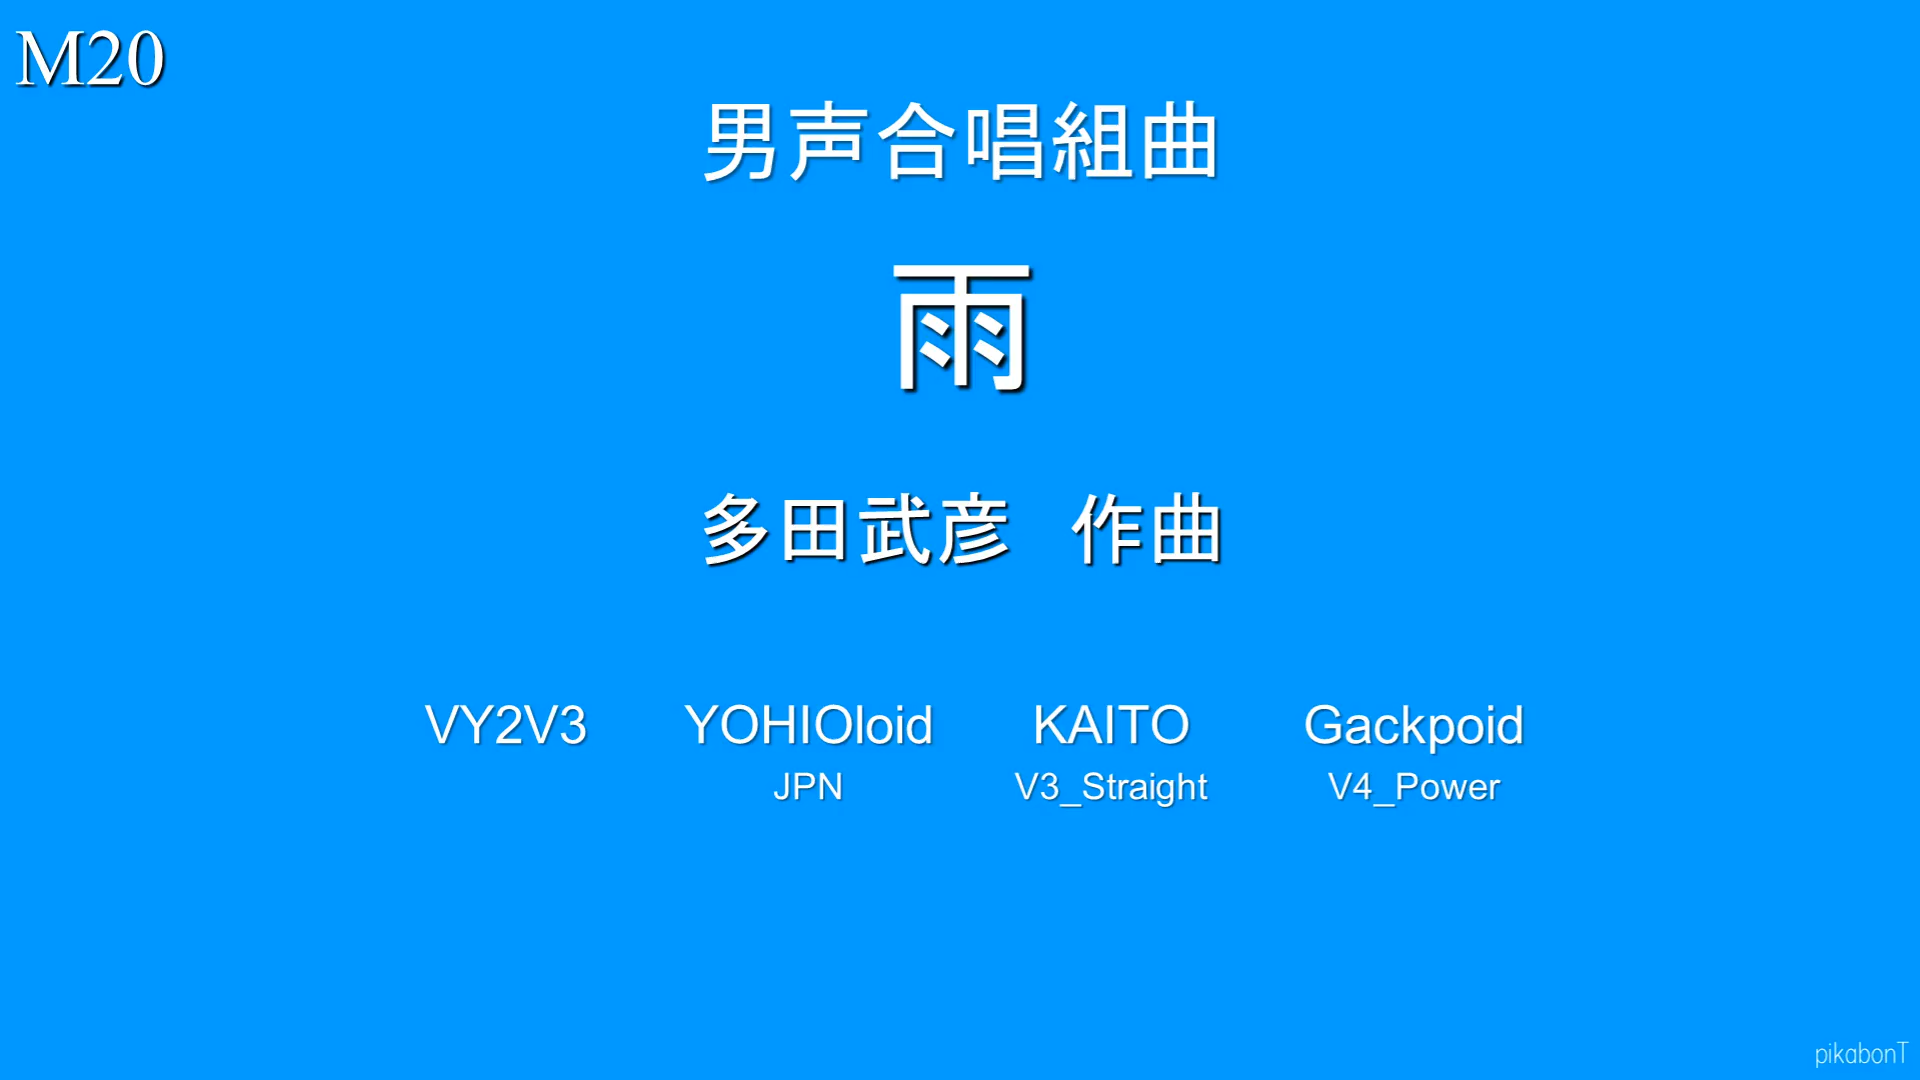 M20
男声合唱組曲
雨
多田武彦　作曲
VY2V3 YOHIOloid KAITO Gackpoid
JPN V3_Straight V4_Power
pikabonT